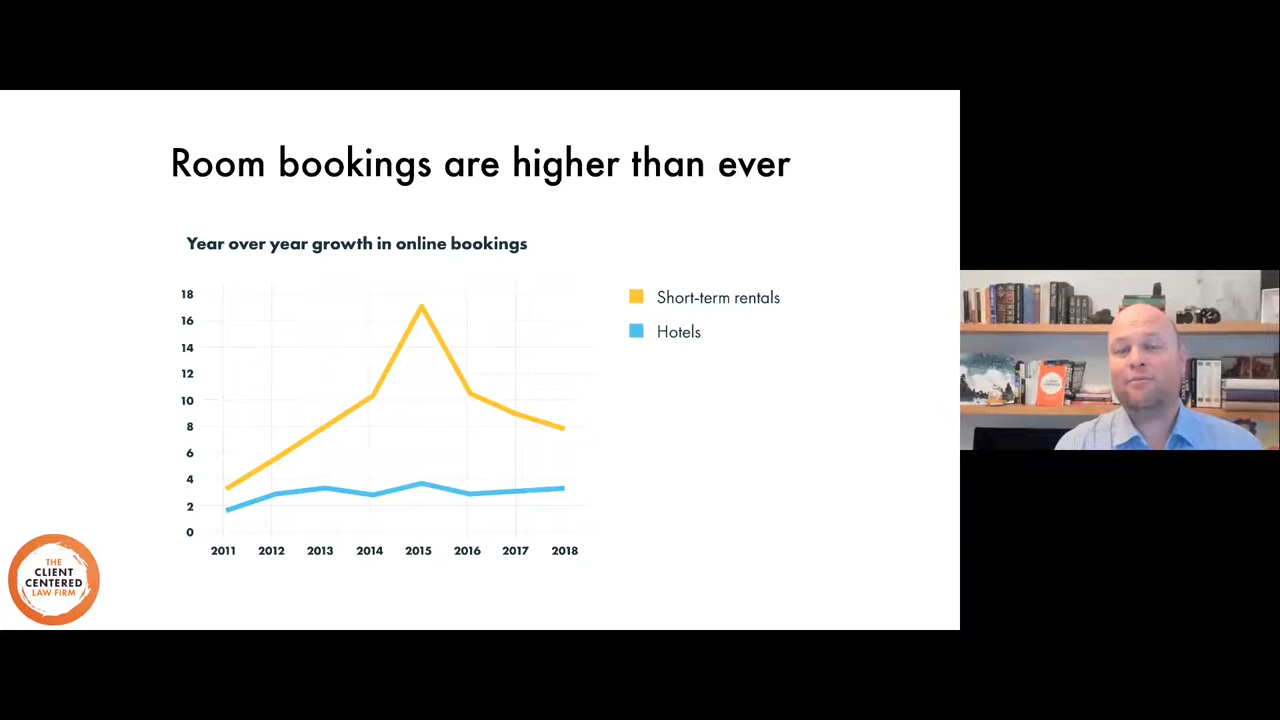 Room bookings are higher than ever
Year over year growth in online bookings
18
16
14
12
10
8
6
4
2
0
2011 2012 2013 2014 2015 2016 2017 2018
Short-term rentals
Hotels
THE
CLIENT
CENTERED
LAW FIRM